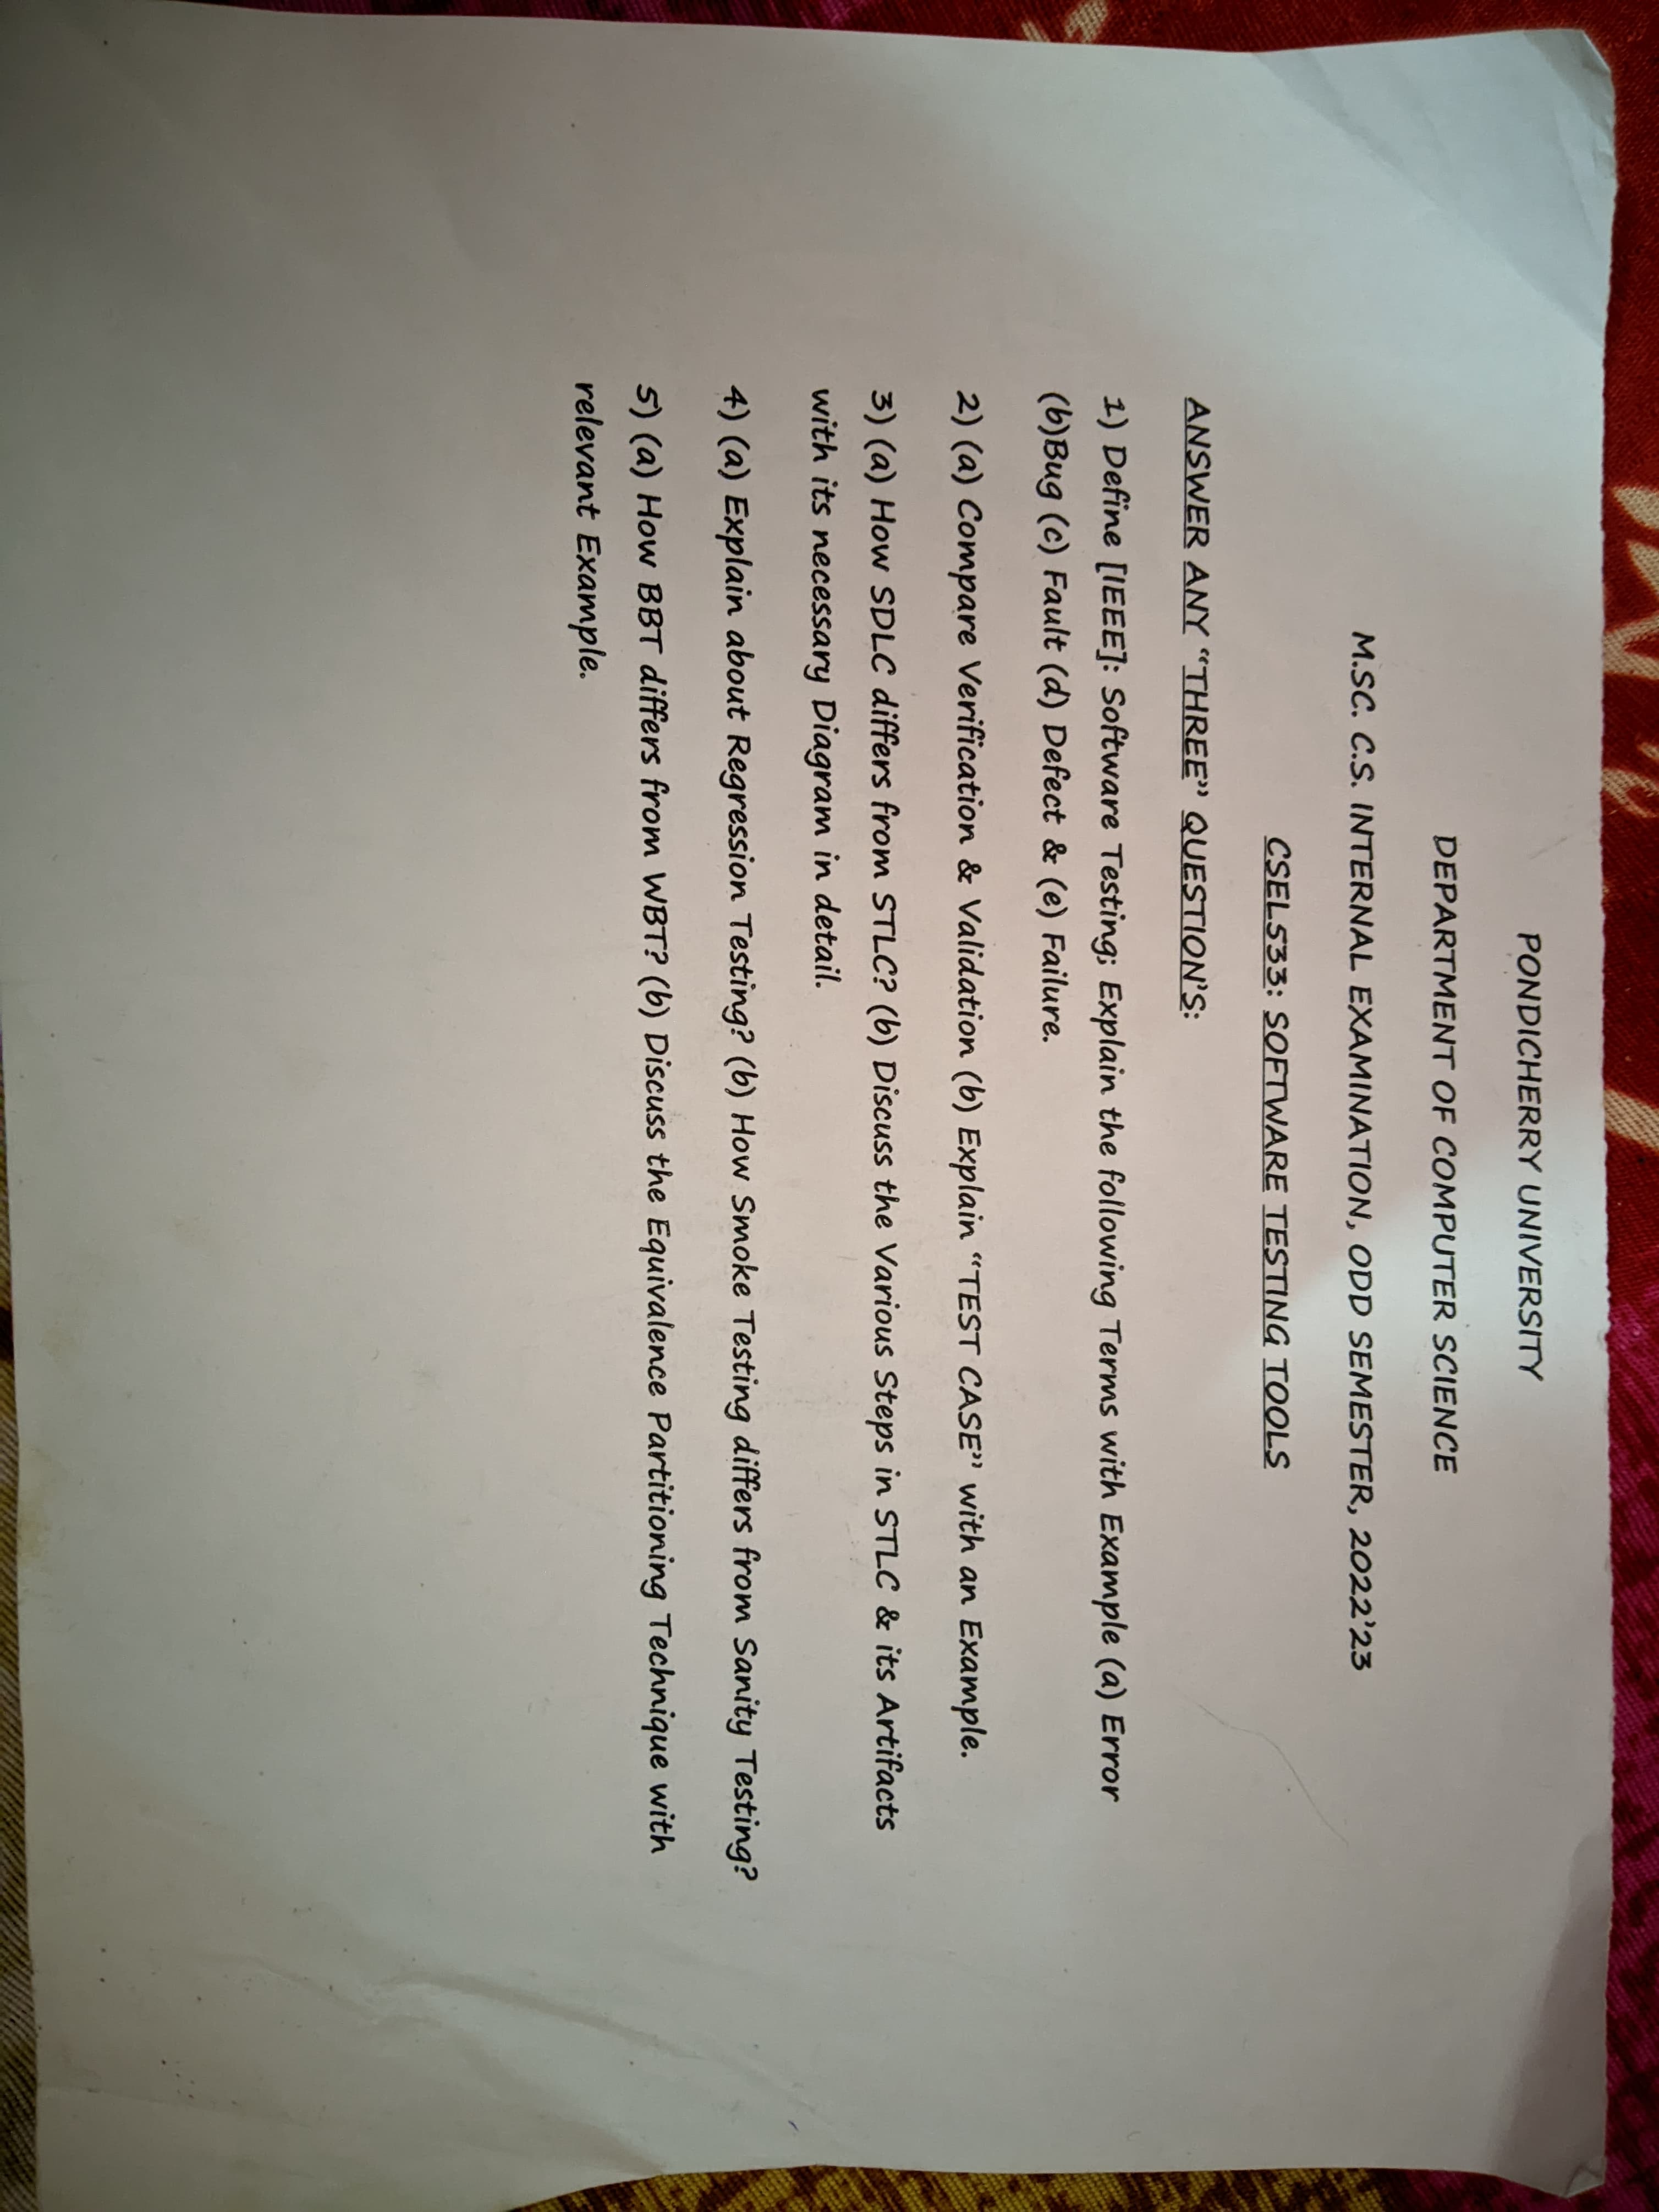 PONDICHERRY UNIVERSITY
DEPARTMENT OF COMPUTER SCIENCE
M.SC. C.S. INTERNAL EXAMINATION, ODD SEMESTER, 2022'23
CSEL533: SOFTWARE TESTING TOOLS
ANSWER ANY “THREE” QUESTION'S:
1) Define [IEEE]: Software Testing; Explain the following Terms with Example (a) Error
(b)Bug (c) Fault (d) Defect & (e) Failure.
2) (a) Compare Verification & Validation (b) Explain “TEST CASE” with an Example.
3) (a) How SDLC differs from STLC? (b) Discuss the Various Steps in STLC & its Artifacts
with its necessary Diagram in detail.
4) (a) Explain about Regression Testing? (b) How Smoke Testing differs from Sanity Testing?
5) (a) How BBT differs from WBT? (b) Discuss the Equivalence Partitioning Technique with
relevant Example.